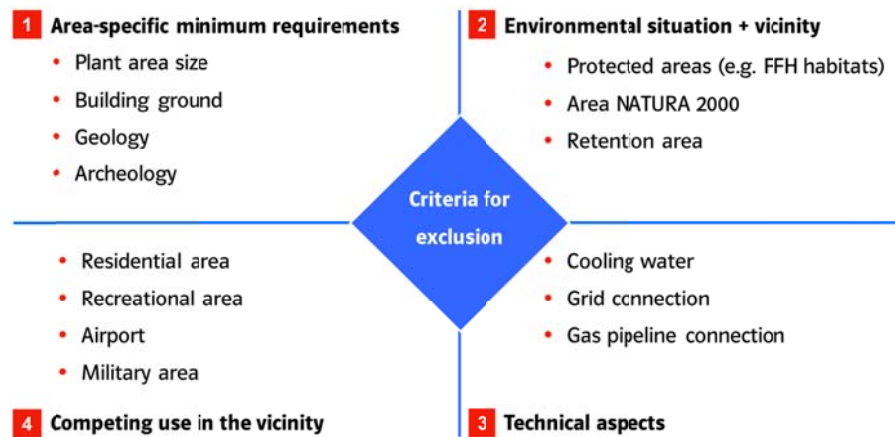 1 Area-specific minimum requirements
• Plant area size
• Building ground
• Geology
• Archeology
2 Environmental situation + vicinity
• Protected areas (e.g. FFH habitats)
• Area NATURA 2000
• Retention area
Criteria for
exclusion
• Residential area
• Recreational area
• Airport
• Military area
4 Competing use in the vicinity
• Cooling water
• Grid connection
• Gas pipeline connection
3 Technical aspects